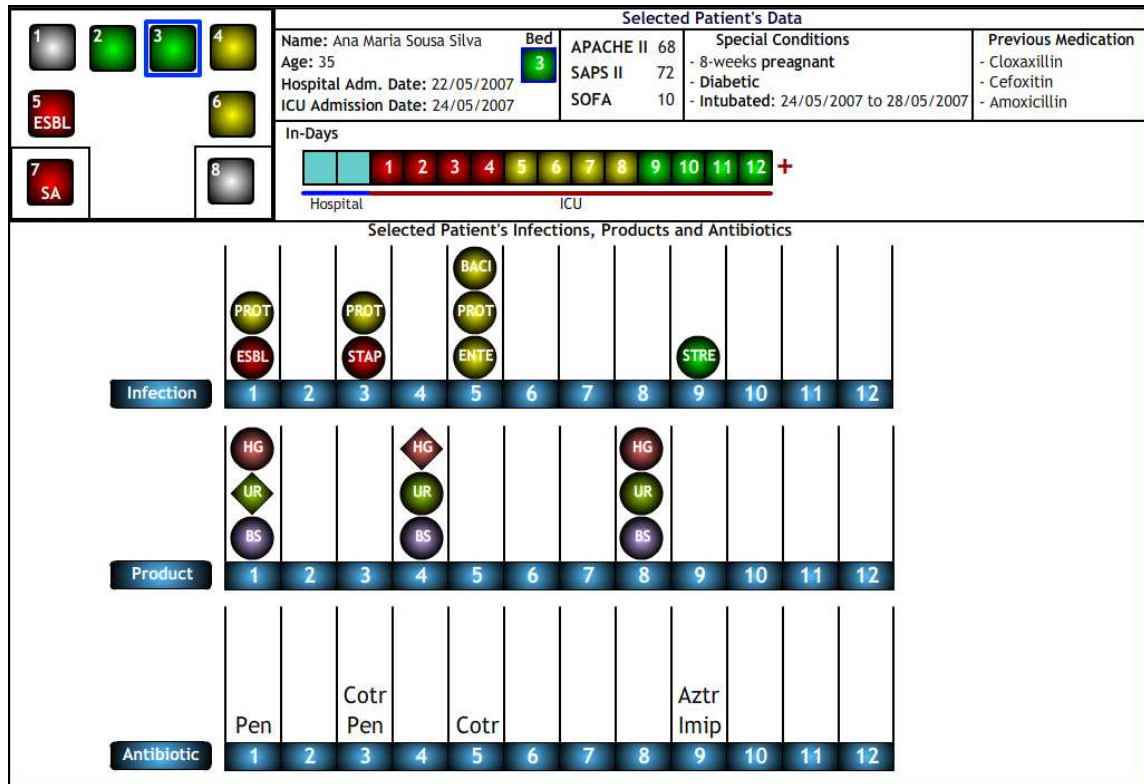 1
2
3
4
5
ESBL
6
7
SA
8
Selected Patient's Data
Name: Ana Maria Sousa Silva
Age: 35
Hospital Adm. Date: 22/05/2007
ICU Admission Date: 24/05/2007
Bed
3
APACHE II 68
SAPS II 72
SOFA 10
Special Conditions
- 8-weeks preagnant
- Diabetic
- Intubated: 24/05/2007 to 28/05/2007
Previous Medication
- Cloxaxillin
- Cefoxitin
- Amoxicillin
In-Days
1 2 3 4 5 6 7 8 9 10 11 12 +
Hospital ICU
Selected Patient's Infections, Products and Antibiotics
BACI
PROT PROT PROT
ESBL STAP ENTE STRE
Infection 1 2 3 4 5 6 7 8 9 10 11 12
HG HG HG
UR UR UR
BS BS BS
Product 1 2 3 4 5 6 7 8 9 10 11 12
Cotr Aztr
Pen Pen Cotr Imip
Antibiotic 1 2 3 4 5 6 7 8 9 10 11 12